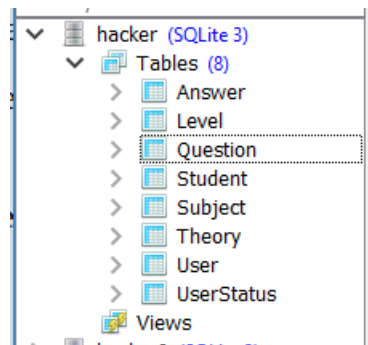 hacker (SQLite 3)
Tables (8)
Answer
Level
Question
Student
Subject
Theory
User
UserStatus
Views